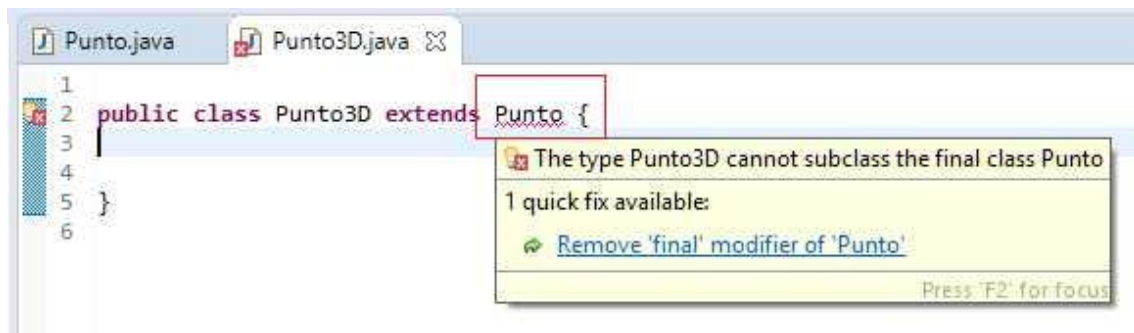 Punto.java Punto3D.java
1
2 public class Punto3D extends Punto {
3
4
5 }
6
The type Punto3D cannot subclass the final class Punto
1 quick fix available:
Remove 'final' modifier of 'Punto'
Press 'F2' for focus